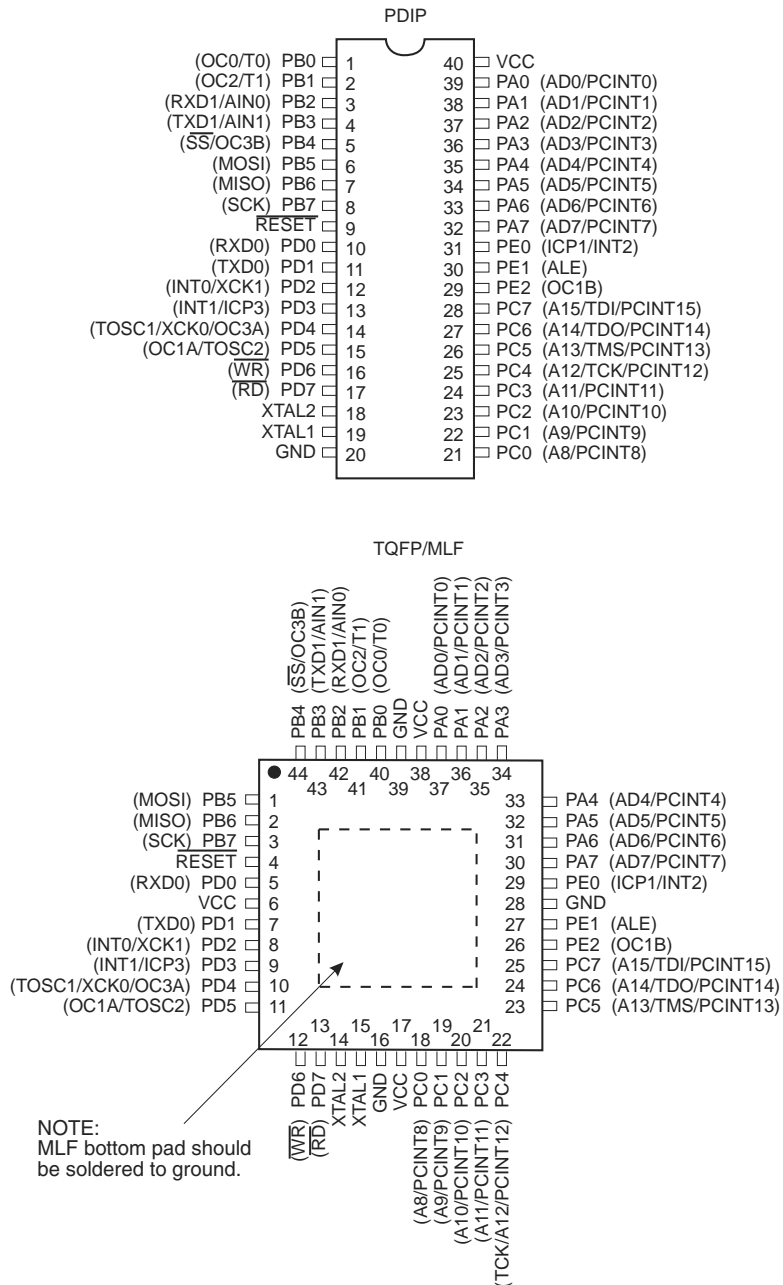 PDIP
(OC0/T0) PB0 1 40 VCC
(OC2/T1) PB1 2 39 PA0 (AD0/PCINT0)
(RXD1/AIN0) PB2 3 38 PA1 (AD1/PCINT1)
(TXD1/AIN1) PB3 4 37 PA2 (AD2/PCINT2)
(SS/OC3B) PB4 5 36 PA3 (AD3/PCINT3)
(MOSI) PB5 6 35 PA4 (AD4/PCINT4)
(MISO) PB6 7 34 PA5 (AD5/PCINT5)
(SCK) PB7 8 33 PA6 (AD6/PCINT6)
RESET 9 32 PA7 (AD7/PCINT7)
(RXD0) PD0 10 31 PE0 (ICP1/INT2)
(TXD0) PD1 11 30 PE1 (ALE)
(INT0/XCK1) PD2 12 29 PE2 (OC1B)
(INT1/ICP3) PD3 13 28 PC7 (A15/TDI/PCINT15)
(TOSC1/XCK0/OC3A) PD4 14 27 PC6 (A14/TDO/PCINT14)
(OC1A/TOSC2) PD5 15 26 PC5 (A13/TMS/PCINT13)
(WR) PD6 16 25 PC4 (A12/TCK/PCINT12)
(RD) PD7 17 24 PC3 (A11/PCINT11)
XTAL2 18 23 PC2 (A10/PCINT10)
XTAL1 19 22 PC1 (A9/PCINT9)
GND 20 21 PC0 (A8/PCINT8)
TQFP/MLF
PB4 (SS/OC3B)
PB3 (TXD1/AIN1)
PB2 (RXD1/AIN0)
PB1 (OC2/T1)
PB0 (OC0/T0)
GND
VCC
PA0 (AD0/PCINT0)
PA1 (AD1/PCINT1)
PA2 (AD2/PCINT2)
PA3 (AD3/PCINT3)
44 42 40 38 36 34
43 41 39 37 35
(MOSI) PB5 1 33 PA4 (AD4/PCINT4)
(MISO) PB6 2 32 PA5 (AD5/PCINT5)
(SCK) PB7 3 31 PA6 (AD6/PCINT6)
RESET 4 30 PA7 (AD7/PCINT7)
(RXD0) PD0 5 29 PE0 (ICP1/INT2)
VCC 6 28 GND
(TXD0) PD1 7 27 PE1 (ALE)
(INT0/XCK1) PD2 8 26 PE2 (OC1B)
(INT1/ICP3) PD3 9 25 PC7 (A15/TDI/PCINT15)
(TOSC1/XCK0/OC3A) PD4 10 24 PC6 (A14/TDO/PCINT14)
(OC1A/TOSC2) PD5 11 23 PC5 (A13/TMS/PCINT13)
13 15 17 19 21
12 14 16 18 20 22
(WR) PD6
(RD) PD7
XTAL2
XTAL1
GND
VCC
(A8/PCINT8) PC0
(A9/PCINT9) PC1
(A10/PCINT10) PC2
(A11/PCINT11) PC3
(TCK/A12/PCINT12) PC4
NOTE:
MLF bottom pad should
be soldered to ground.